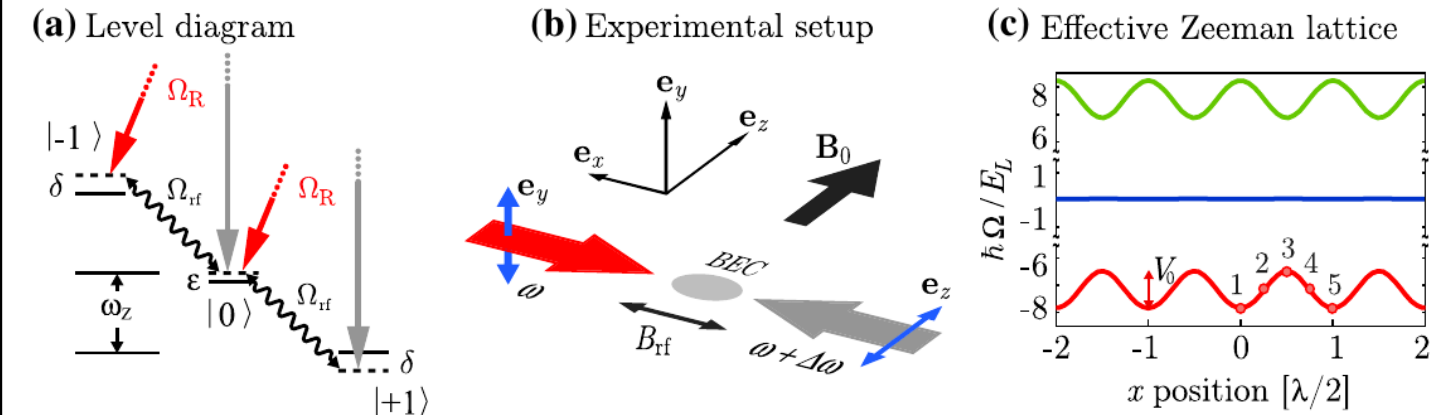 (a) Level diagram
Ω_R
|-1 ⟩
δ
Ω_rf
Ω_R
ε
|0 ⟩
ω_Z
Ω_rf
δ
|+1⟩
(b) Experimental setup
e_y
e_z
e_x
B_0
e_y
BEC
ω
e_z
B_rf
ω+Δω
(c) Effective Zeeman lattice
ℏΩ/E_L
8
6
1
-1
-6
-8
V_0
1
2
3
4
5
-2
-1
0
1
2
x position [λ/2]